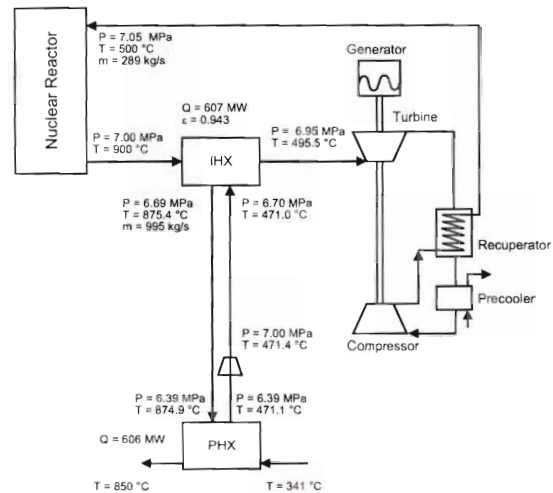 Nuclear Reactor
P = 7.05 MPa
T = 500 °C
m = 289 kg/s
Generator
Turbine
Q = 607 MW
ε = 0.943
P = 7.00 MPa
T = 900 °C
IHX
P = 6.95 MPa
T = 495.5 °C
P = 6.69 MPa
T = 875.4 °C
m = 995 kg/s
P = 6.70 MPa
T = 471.0 °C
Recuperator
Precooler
Compressor
P = 7.00 MPa
T = 471.4 °C
P = 6.39 MPa
T = 874.9 °C
P = 6.39 MPa
T = 471.1 °C
Q = 606 MW
PHX
T = 850 °C
T = 341 °C